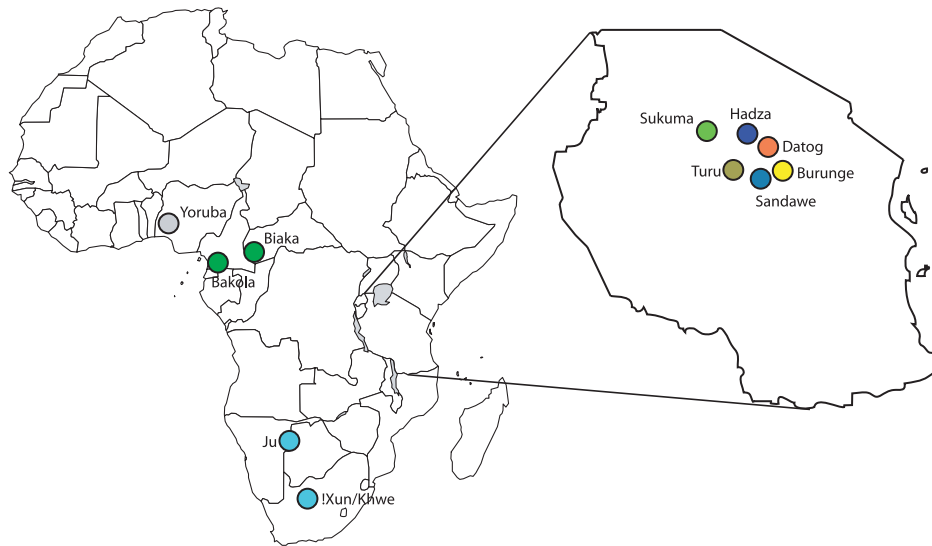 Yoruba
Biaka
Bakola
Ju
!Xun/Khwe
Sukuma
Hadza
Datog
Turu
Burunge
Sandawe